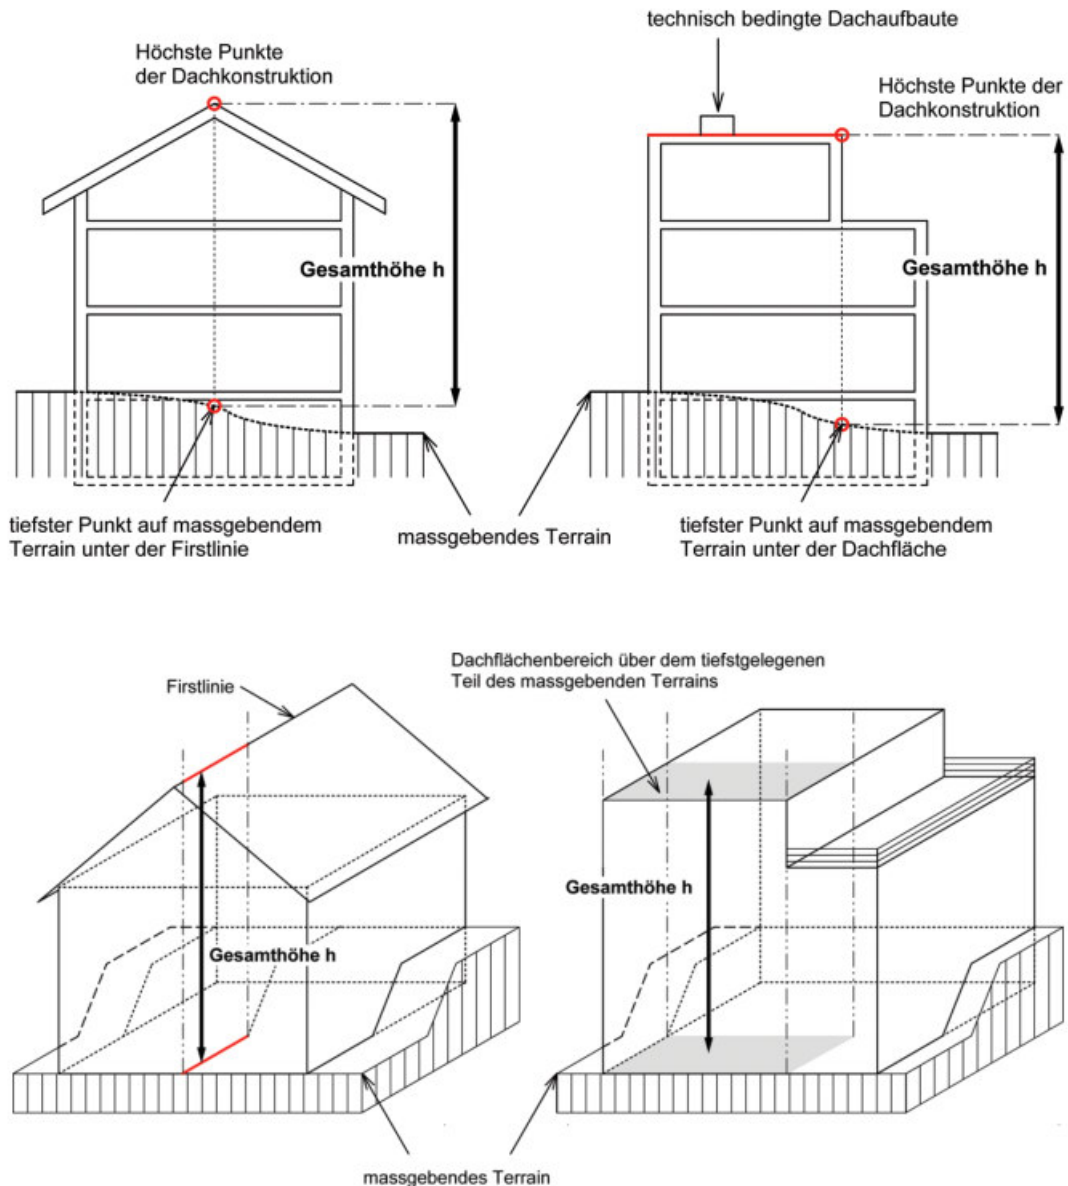 technisch bedingte Dachaufbaute
Höchste Punkte
der Dachkonstruktion
Höchste Punkte der
Dachkonstruktion
Gesamthöhe h
Gesamthöhe h
tiefster Punkt auf massgebendem
Terrain unter der Firstlinie
massgebendes Terrain
tiefster Punkt auf massgebendem
Terrain unter der Dachfläche
Dachflächenbereich über dem tiefstgelegenen
Teil des massgebenden Terrains
Firstlinie
Gesamthöhe h
Gesamthöhe h
massgebendes Terrain